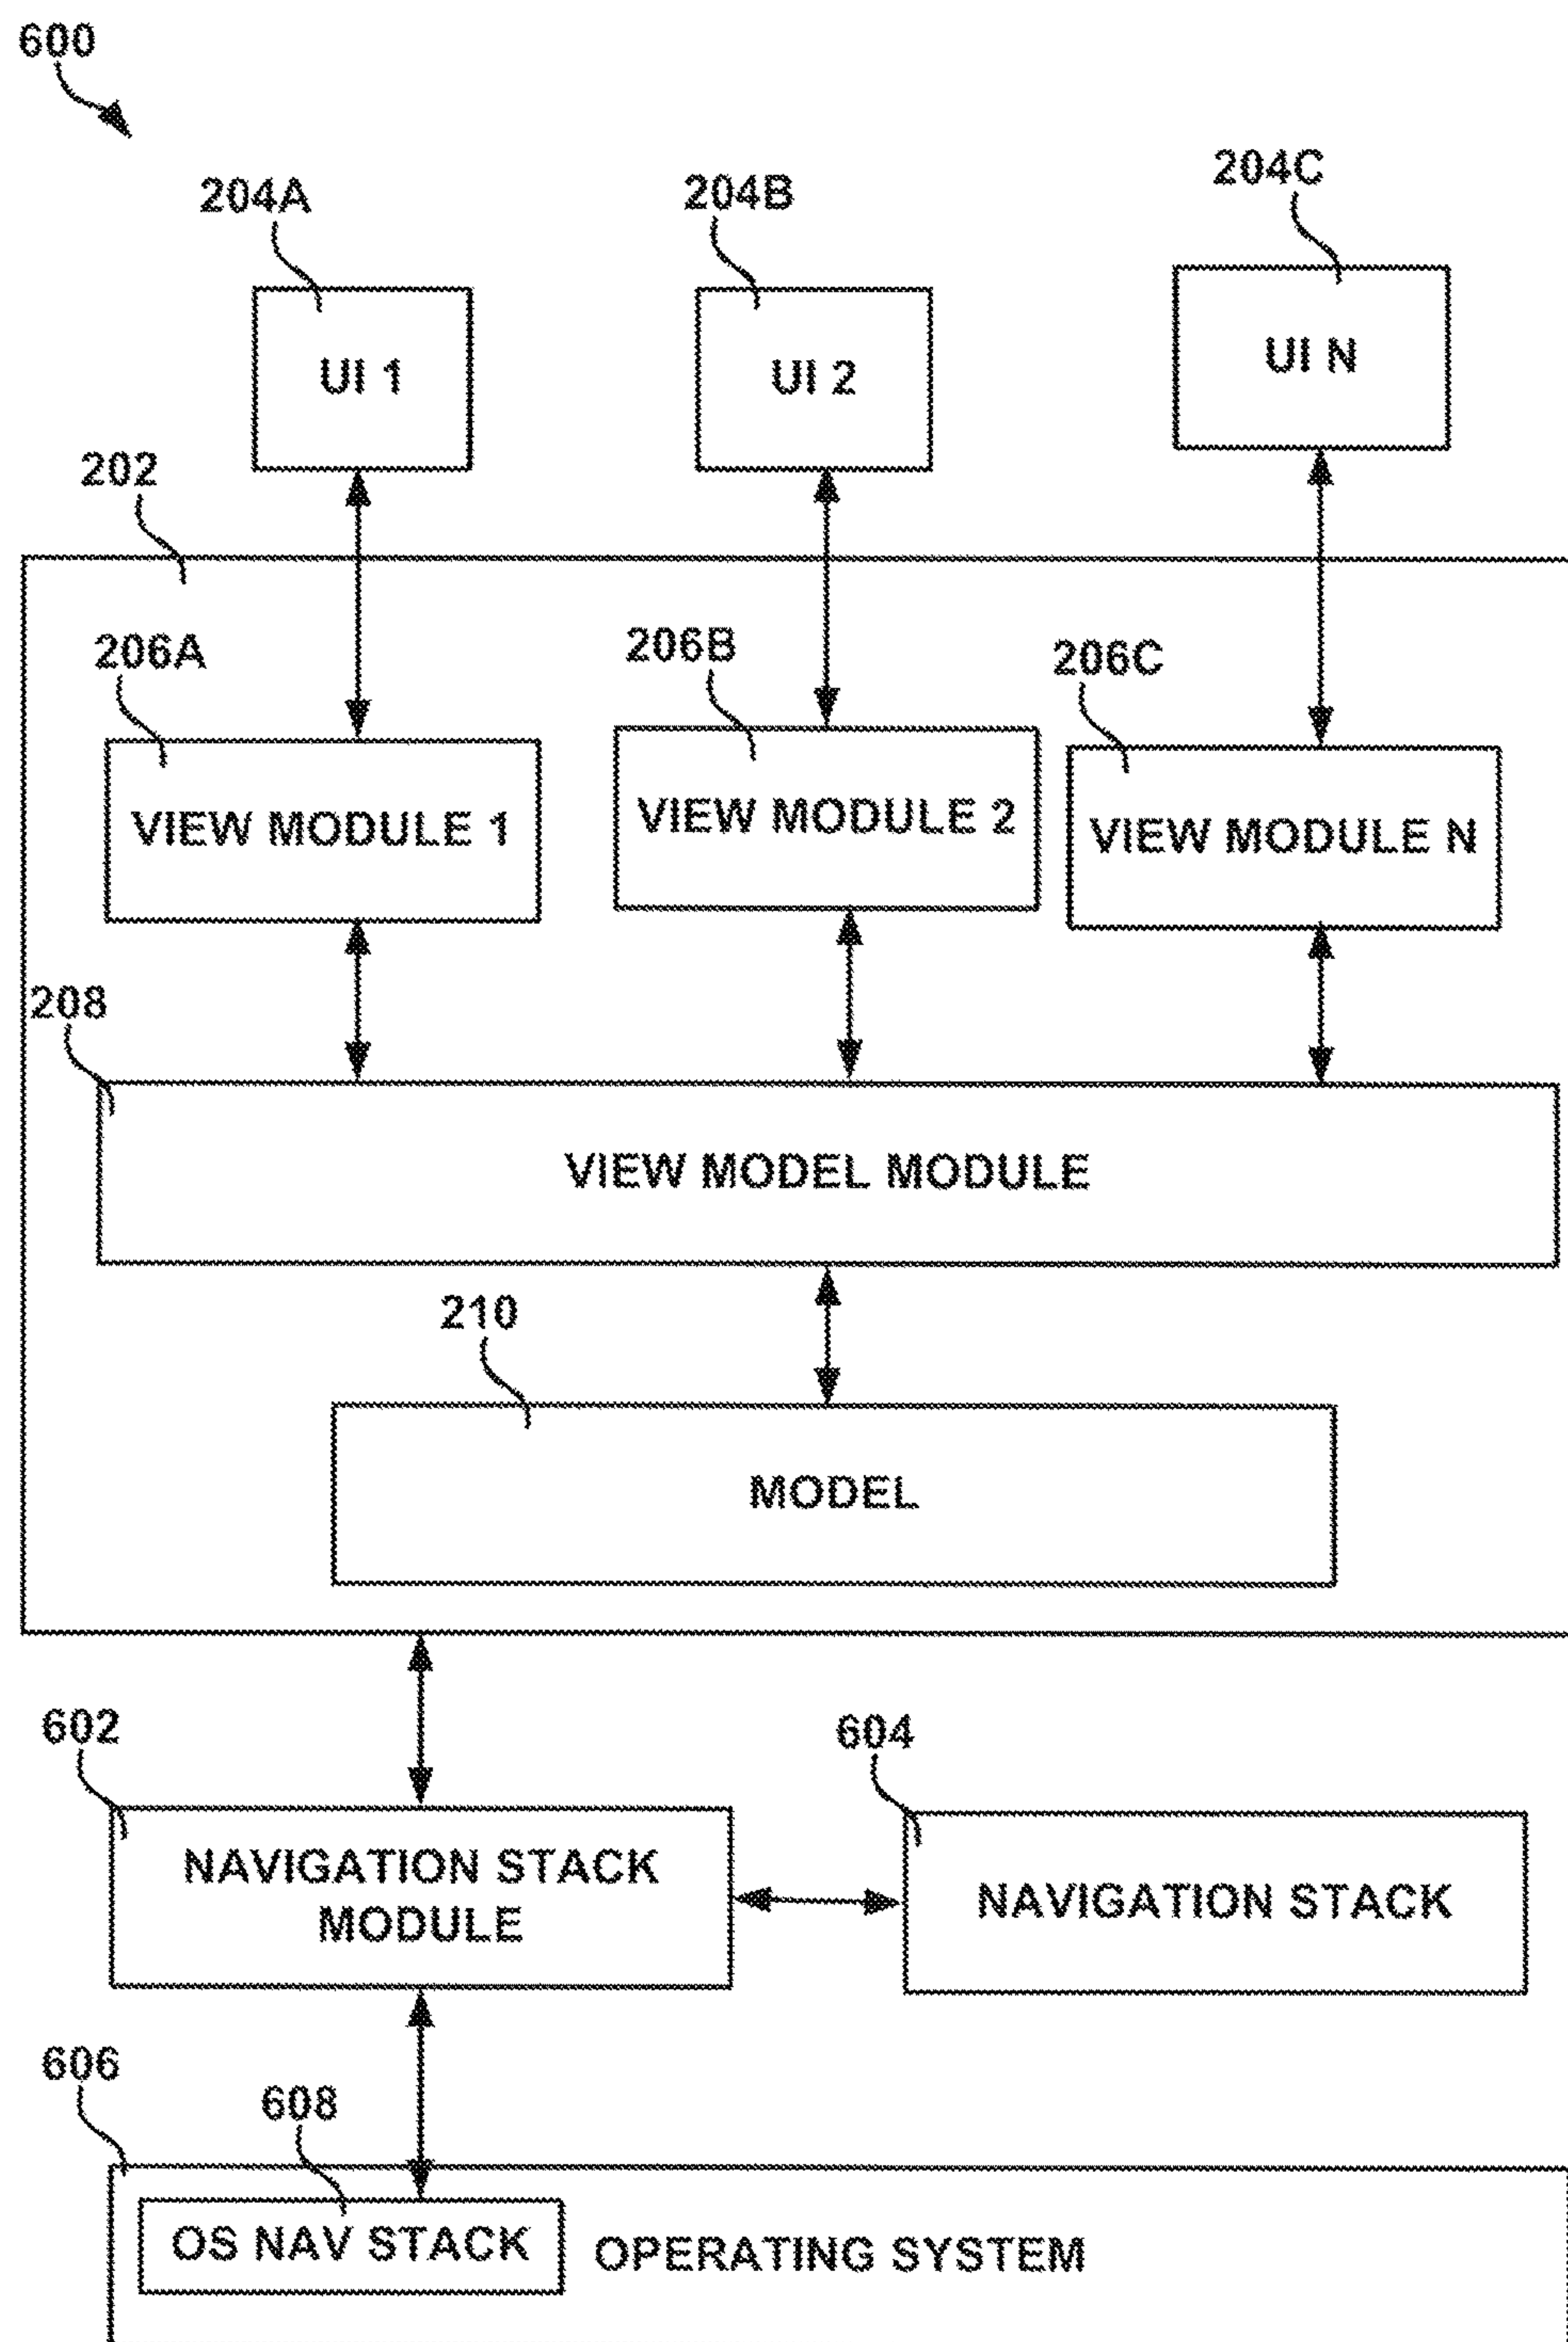 600
204A
204B
204C
UI 1
UI 2
UI N
202
206A
206B
206C
VIEW MODULE 1
VIEW MODULE 2
VIEW MODULE N
208
VIEW MODEL MODULE
210
MODEL
602
604
NAVIGATION STACK
MODULE
NAVIGATION STACK
606
608
OS NAV STACK
OPERATING SYSTEM